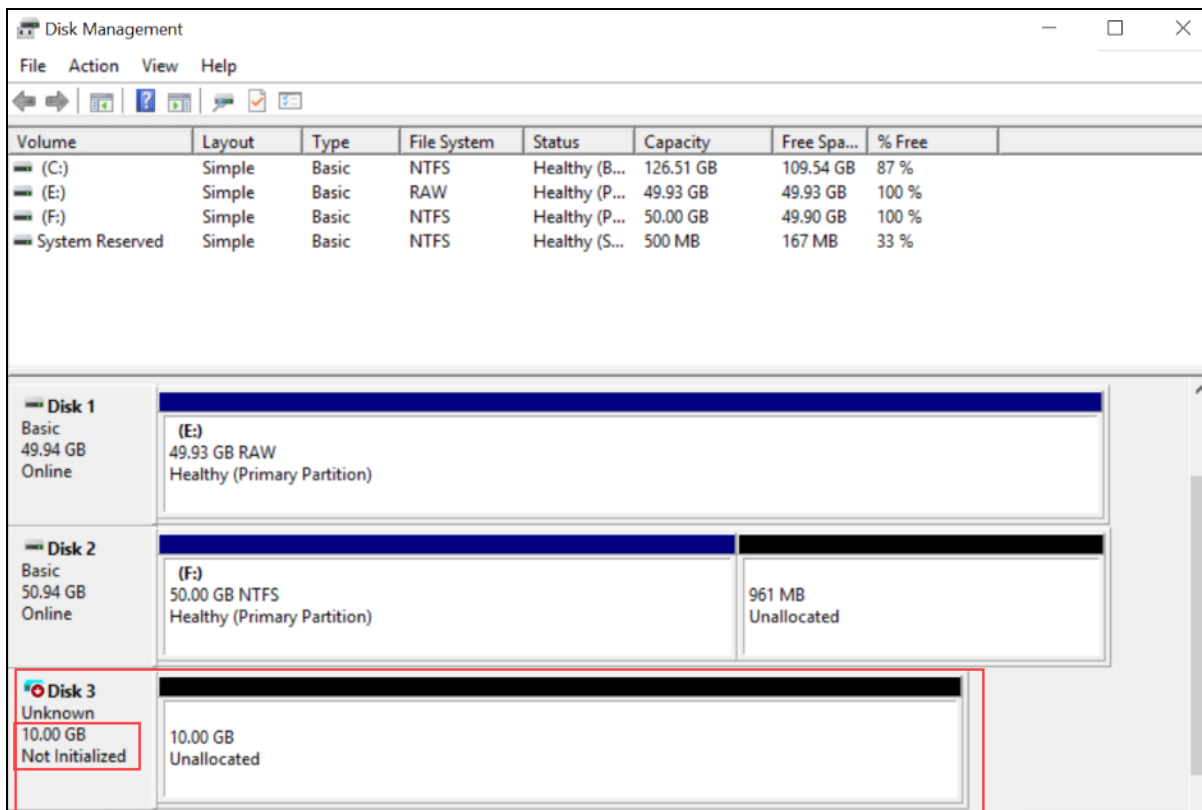 Disk Management
File Action View Help
Volume Layout Type File System Status Capacity Free Spa... % Free
(C:) Simple Basic NTFS Healthy (B... 126.51 GB 109.54 GB 87 %
(E:) Simple Basic RAW Healthy (P... 49.93 GB 49.93 GB 100 %
(F:) Simple Basic NTFS Healthy (P... 50.00 GB 49.90 GB 100 %
System Reserved Simple Basic NTFS Healthy (S... 500 MB 167 MB 33 %
Disk 1
Basic
49.94 GB
Online
(E:)
49.93 GB RAW
Healthy (Primary Partition)
Disk 2
Basic
50.94 GB
Online
(F:)
50.00 GB NTFS
Healthy (Primary Partition)
961 MB
Unallocated
Disk 3
Unknown
10.00 GB
Not Initialized
10.00 GB
Unallocated